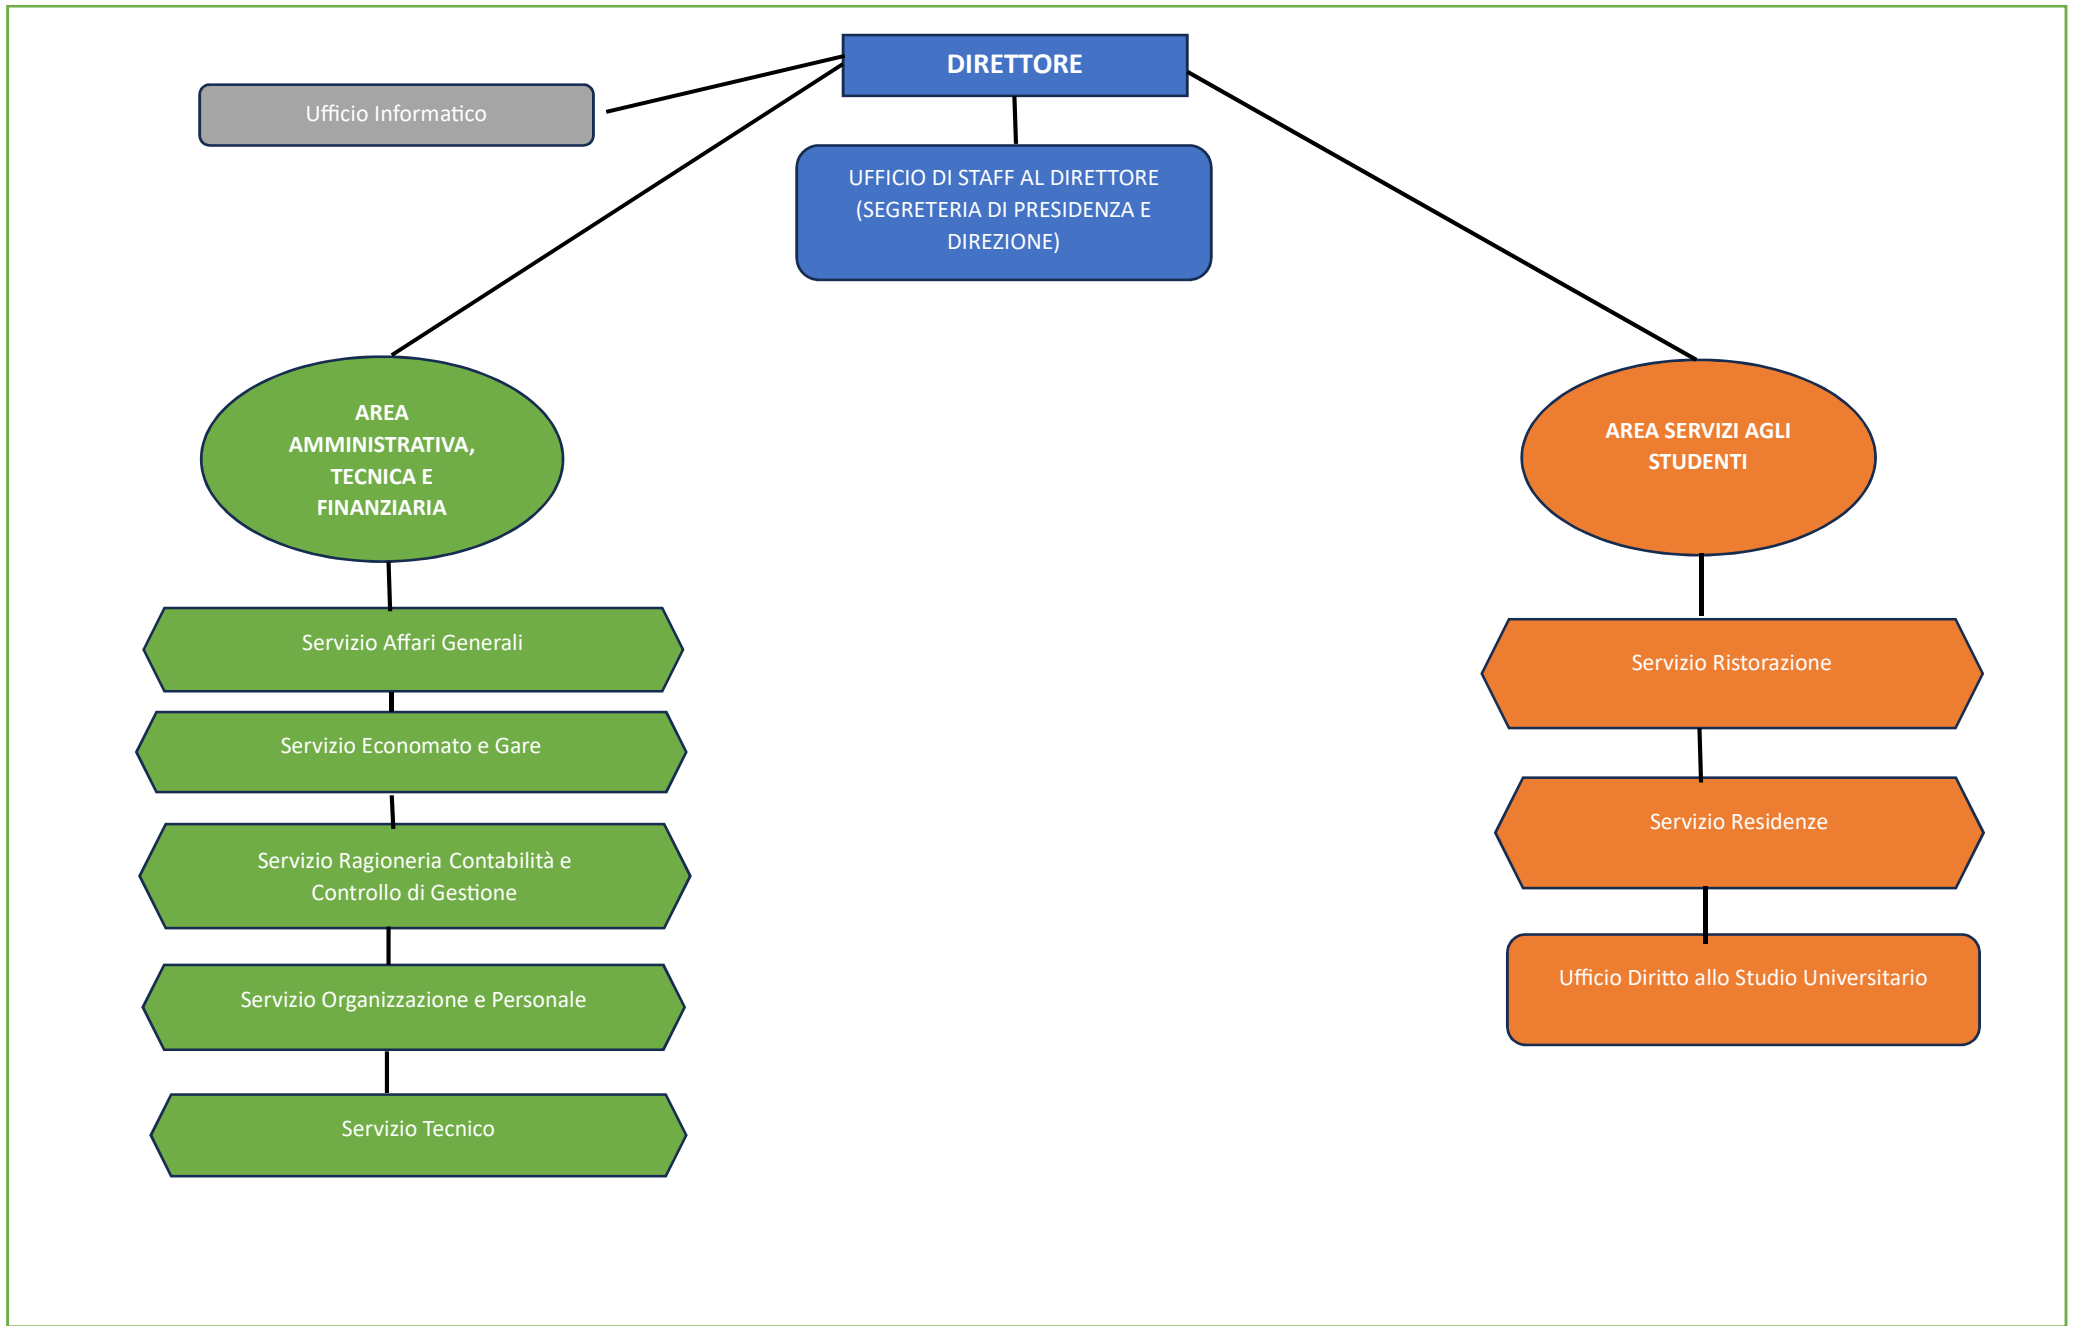 DIRETTORE
Ufficio Informatico
UFFICIO DI STAFF AL DIRETTORE
(SEGRETERIA DI PRESIDENZA E
DIREZIONE)
AREA
AMMINISTRATIVA,
TECNICA E
FINANZIARIA
Servizio Affari Generali
Servizio Economato e Gare
Servizio Ragioneria Contabilità e
Controllo di Gestione
Servizio Organizzazione e Personale
Servizio Tecnico
AREA SERVIZI AGLI
STUDENTI
Servizio Ristorazione
Servizio Residenze
Ufficio Diritto allo Studio Universitario